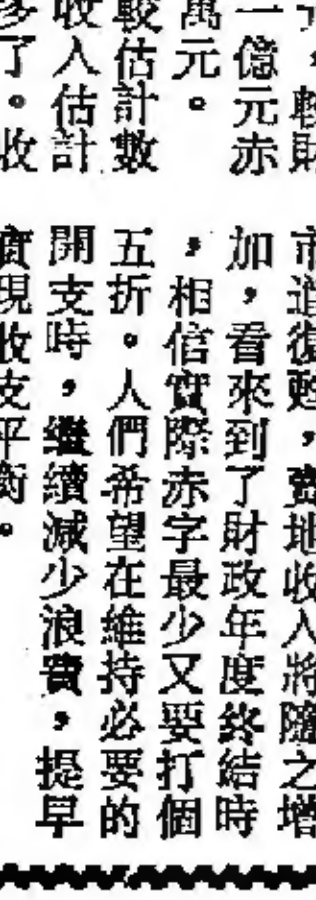 元，較財
一億元赤
萬元。
較估計數
收入估計
多了。收
市道復甦，賣地收入將隨之增
加，看來到了財政年度終結時
，相信實際赤字最少又要打個
五折。人們希望在維持必要的
開支時，繼續減少浪費，提早
實現收支平衡。